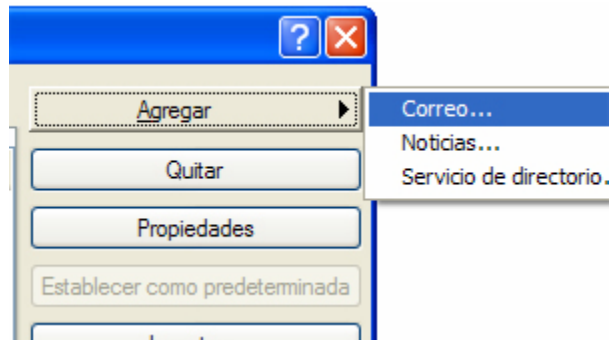 ?
Agregar
Correo...
Noticias...
Quitar
Servicio de directorio.
Propiedades
Establecer como predeterminada